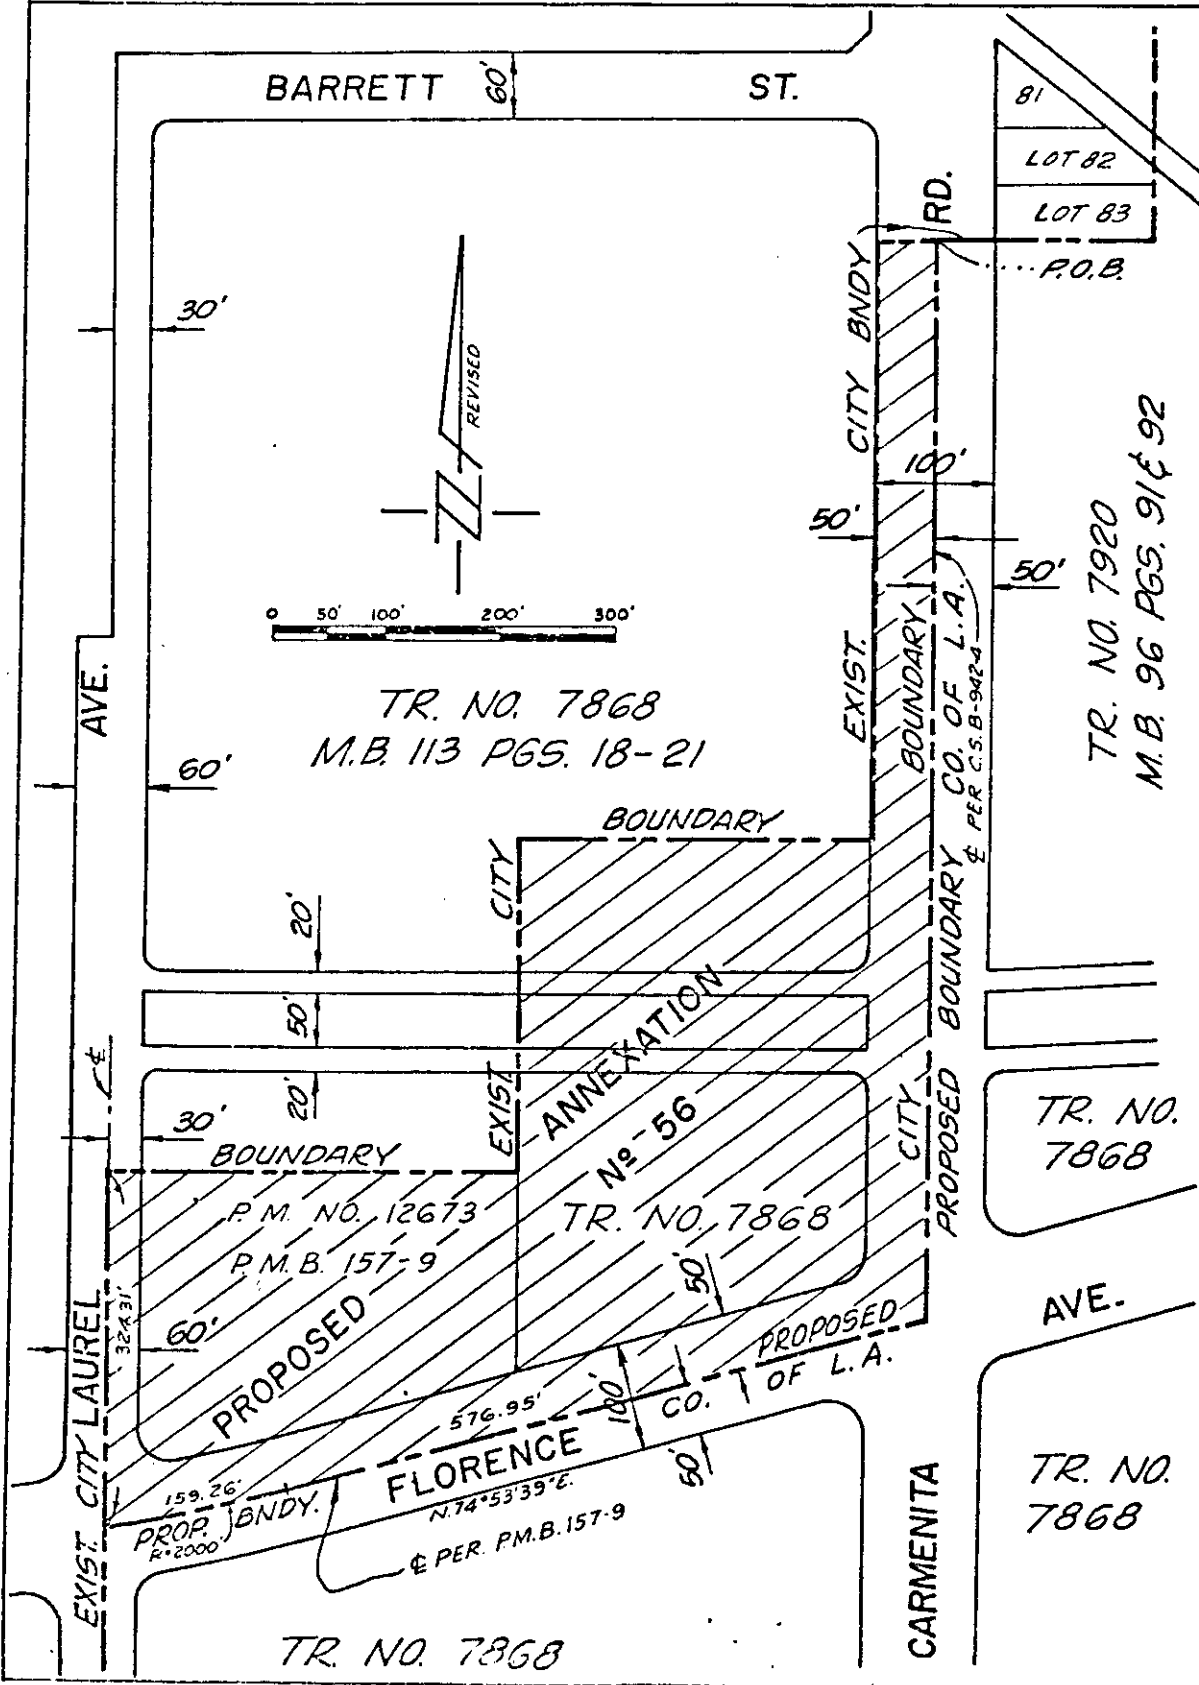 BARRETT ST.
60'
81
LOT 82
LOT 83
RD.
P.O.B.
30'
REVISED
EXIST. CITY BNDY
100'
50'
50'
0 50' 100' 200' 300'
TR. NO. 7920
M.B. 96 PGS. 91 & 92
AVE.
TR. NO. 7868
M.B. 113 PGS. 18-21
60'
CITY BOUNDARY
PROPOSED BOUNDARY CO. OF L.A.
℄ PER C.S.B-942-4
BOUNDARY
EXIST. CITY
20'
50'
20'
℄
30'
BOUNDARY
PROPOSED ANNEXATION
Nº 56
P.M. NO. 12673
P.M.B. 157-9
TR. NO. 7868
TR. NO.
7868
324.31'
60'
50'
AVE.
PROPOSED
CO. OF L.A.
576.95'
100'
FLORENCE
N.74°53'39"E.
50'
159.26'
PROP. BNDY.
R=2000'
℄ PER. P.M.B. 157-9
EXIST. CITY
LAUREL
TR. NO.
7868
CARMENITA
TR. NO. 7868